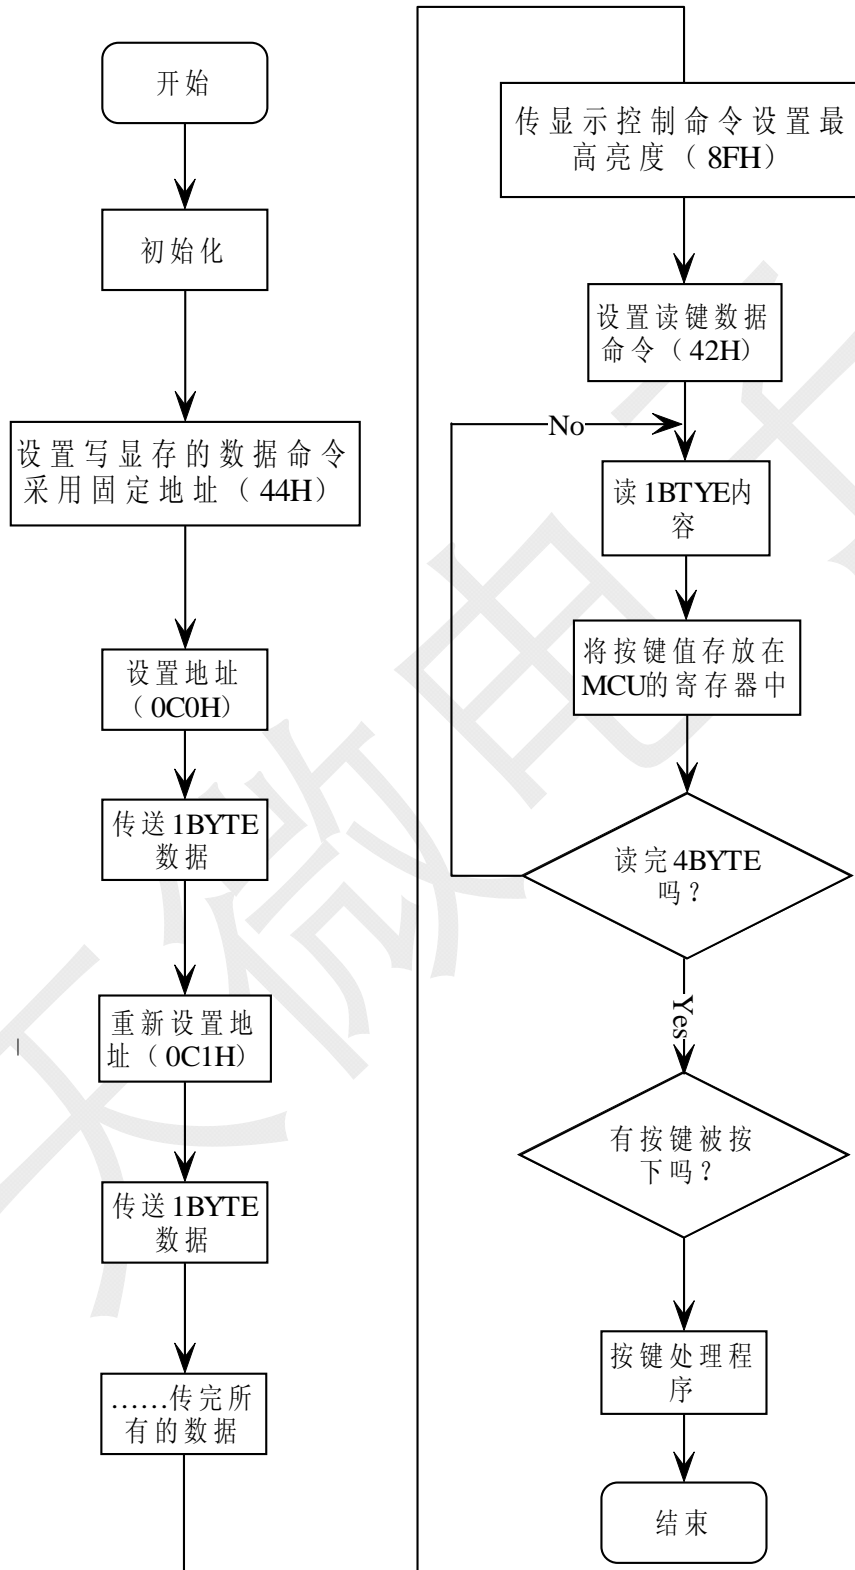 开始
初始化
设置写显存的数据命令
采用固定地址（44H）
设置地址
（0C0H）
传送1BYTE
数据
重新设置地
址（0C1H）
传送1BYTE
数据
……传完所
有的数据
传显示控制命令设置最
高亮度（8FH）
设置读键数据
命令（42H）
No
读1BTYE内
容
将按键值存放在
MCU的寄存器中
读完4BYTE
吗？
Yes
有按键被按
下吗？
按键处理程
序
结束
天微电子